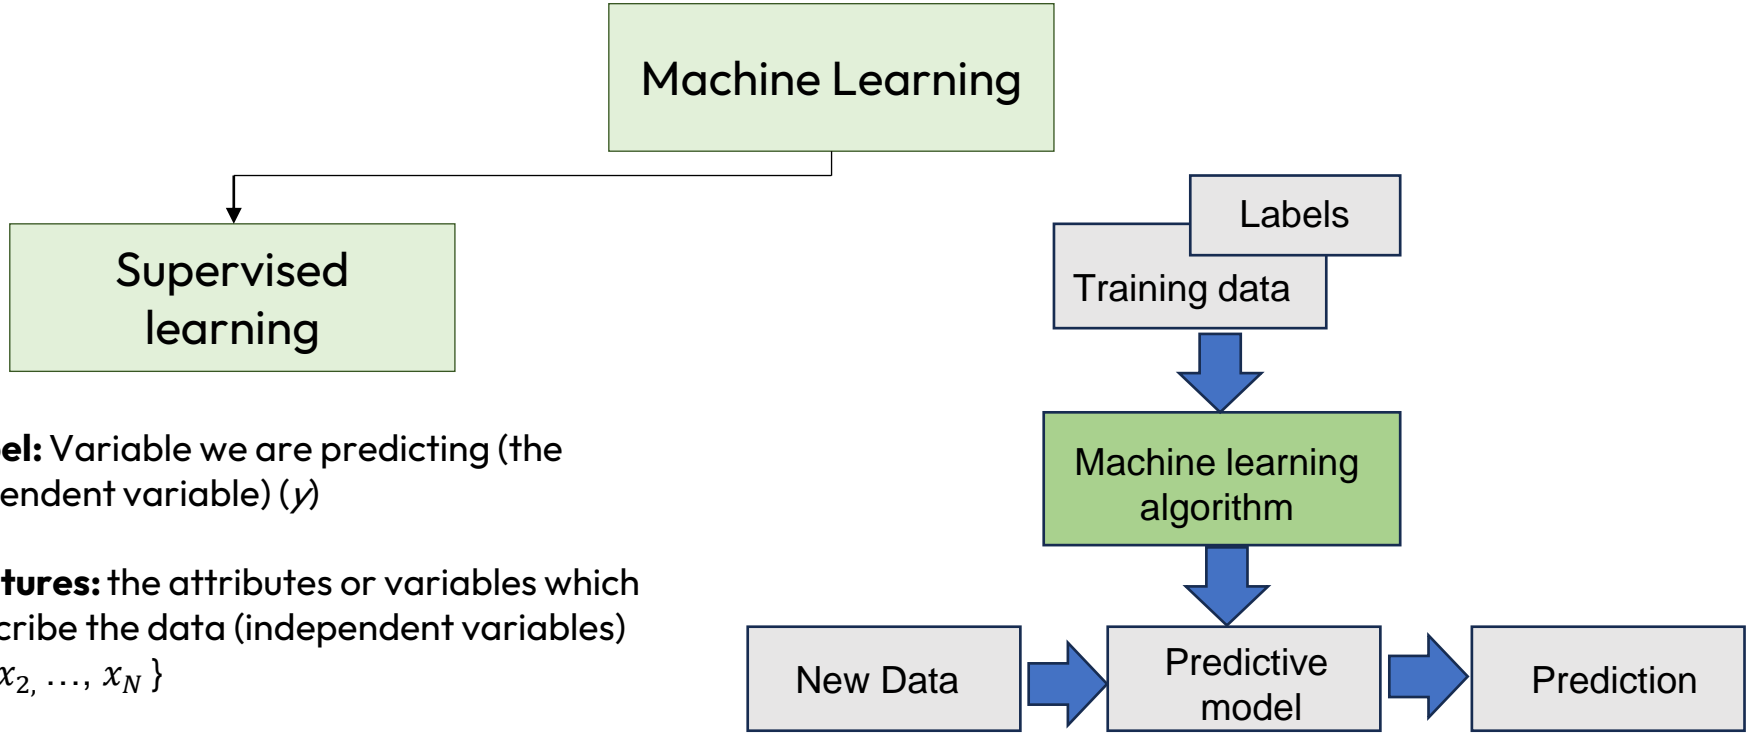 Machine Learning
Supervised
learning
Labels
Training data
Machine learning
algorithm
el: Variable we are predicting (the
endent variable) (y)
tures: the attributes or variables which
cribe the data (independent variables)
x₂, …, x_N }
New Data
Predictive
model
Prediction